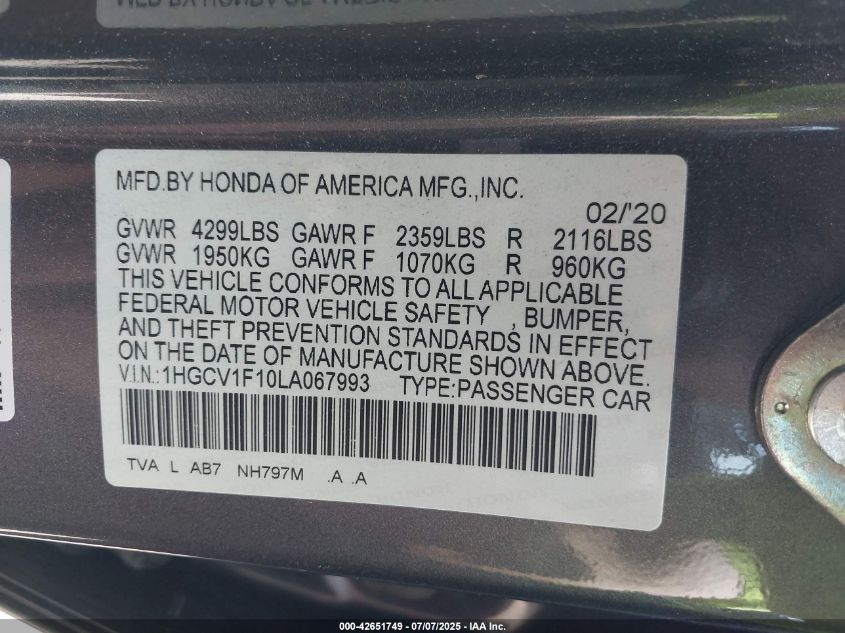 MFD.BY HONDA OF AMERICA MFG.,INC.
02/'20
GVWR 4299LBS GAWR F 2359LBS R 2116LBS
GVWR 1950KG GAWR F 1070KG R 960KG
THIS VEHICLE CONFORMS TO ALL APPLICABLE
FEDERAL MOTOR VEHICLE SAFETY , BUMPER,
AND THEFT PREVENTION STANDARDS IN EFFECT
ON THE DATE OF MANUFACTURE SHOWN ABOVE.
V.I.N.:1HGCV1F10LA067993 TYPE:PASSENGER CAR
TVA L AB7 NH797M .A .A
000-42651749 - 07/07/2025 - IAA Inc.